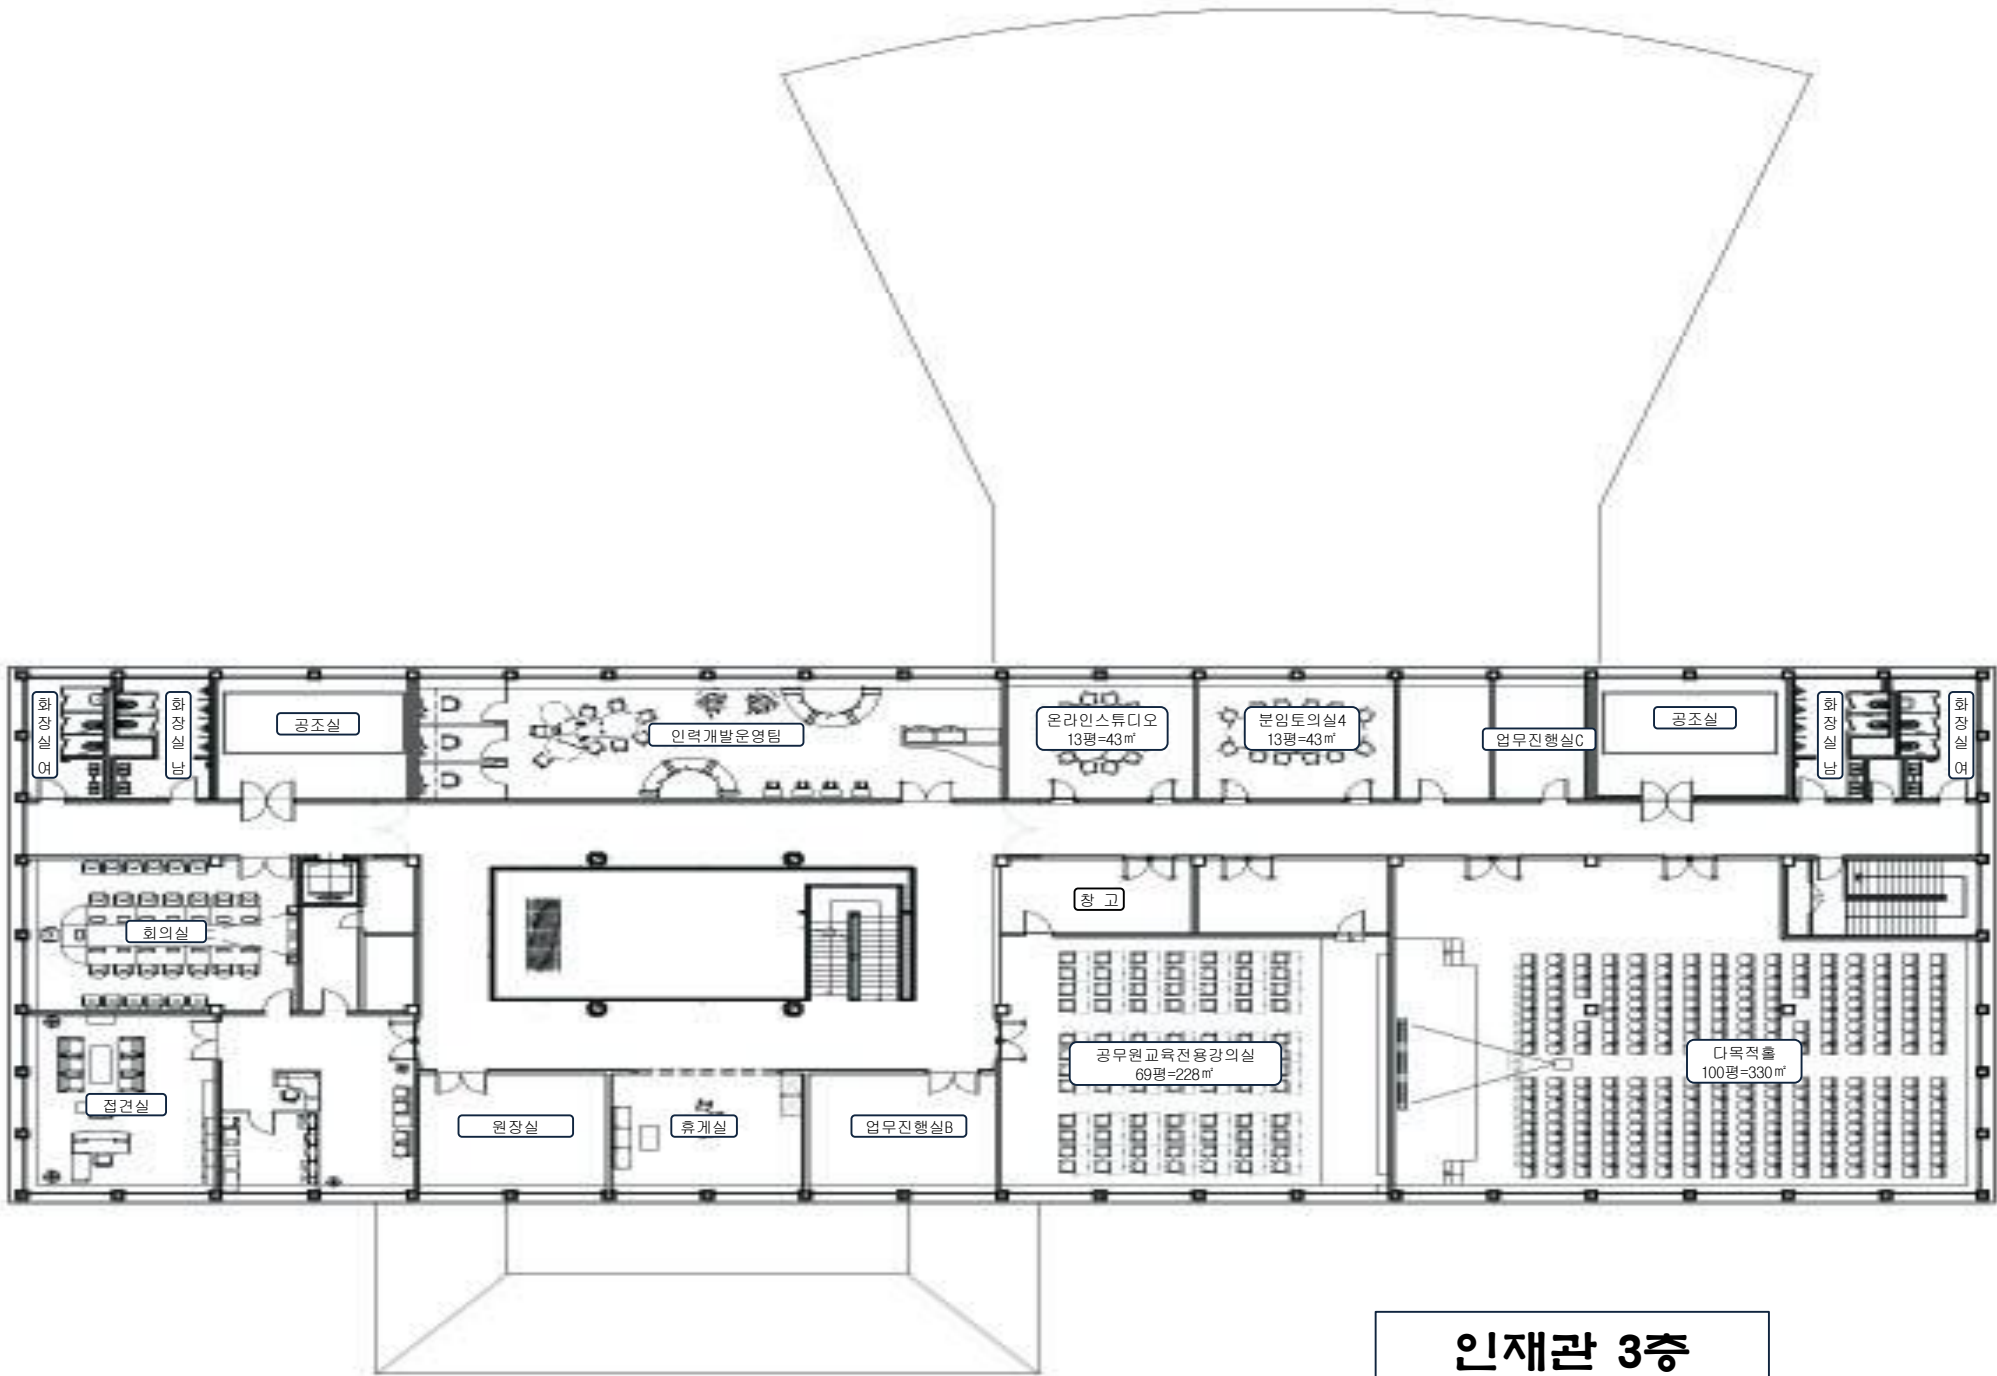 화장실 여
화장실 남
공조실
인력개발운영팀
온라인스튜디오
13평=43㎡
분임토의실4
13평=43㎡
업무진행실C
공조실
화장실 남
화장실 여
회의실
창 고
접견실
원장실
휴게실
업무진행실B
공무원교육전용강의실
69평=228㎡
다목적홀
100평=330㎡
인재관 3층